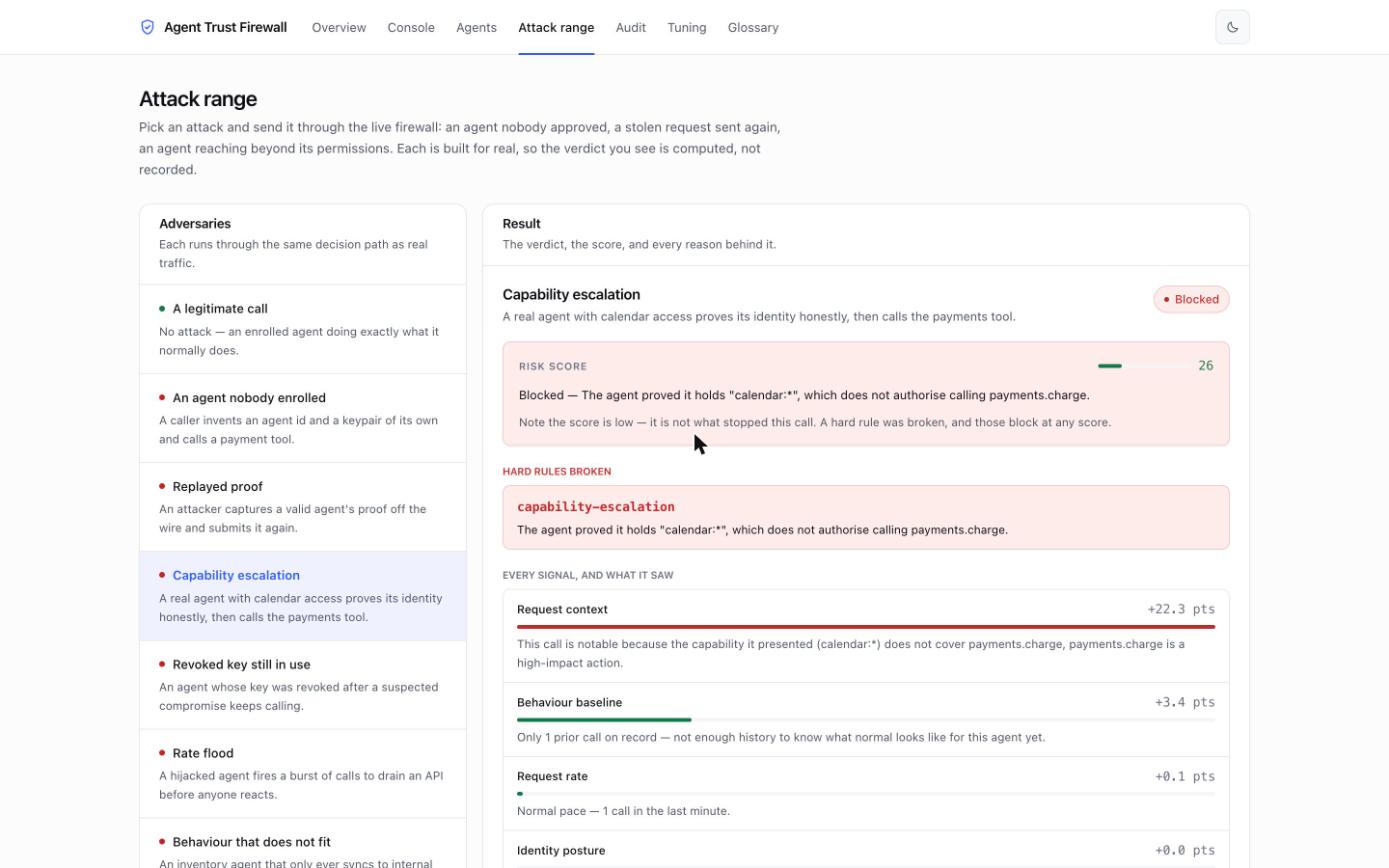 Agent Trust Firewall Overview Console Agents Attack range Audit Tuning Glossary
Attack range
Pick an attack and send it through the live firewall: an agent nobody approved, a stolen request sent again,
an agent reaching beyond its permissions. Each is built for real, so the verdict you see is computed, not
recorded.
Adversaries
Each runs through the same decision path as real
traffic.
A legitimate call
No attack — an enrolled agent doing exactly what it
normally does.
An agent nobody enrolled
A caller invents an agent id and a keypair of its own
and calls a payment tool.
Replayed proof
An attacker captures a valid agent's proof off the
wire and submits it again.
Capability escalation
A real agent with calendar access proves its identity
honestly, then calls the payments tool.
Revoked key still in use
An agent whose key was revoked after a suspected
compromise keeps calling.
Rate flood
A hijacked agent fires a burst of calls to drain an API
before anyone reacts.
Behaviour that does not fit
An inventory agent that only ever syncs to internal
Result
The verdict, the score, and every reason behind it.
Capability escalation
Blocked
A real agent with calendar access proves its identity honestly, then calls the payments tool.
RISK SCORE 26
Blocked — The agent proved it holds "calendar:*", which does not authorise calling payments.charge.
Note the score is low — it is not what stopped this call. A hard rule was broken, and those block at any score.
HARD RULES BROKEN
capability-escalation
The agent proved it holds "calendar:*", which does not authorise calling payments.charge.
EVERY SIGNAL, AND WHAT IT SAW
Request context +22.3 pts
This call is notable because the capability it presented (calendar:*) does not cover payments.charge, payments.charge is a
high-impact action.
Behaviour baseline +3.4 pts
Only 1 prior call on record — not enough history to know what normal looks like for this agent yet.
Request rate +0.1 pts
Normal pace — 1 call in the last minute.
Identity posture +0.0 pts